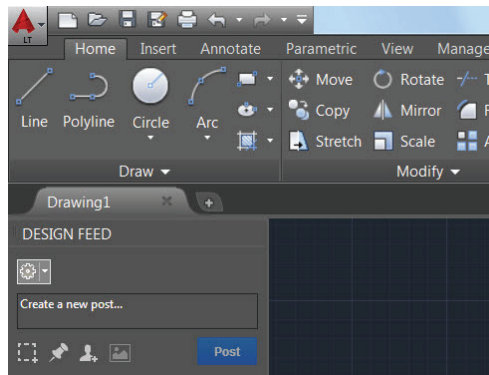 LT
Home Insert Annotate Parametric View Manage
Line Polyline Circle Arc
Move Rotate
Copy Mirror
Stretch Scale
Draw Modify
Drawing1
DESIGN FEED
Create a new post...
Post